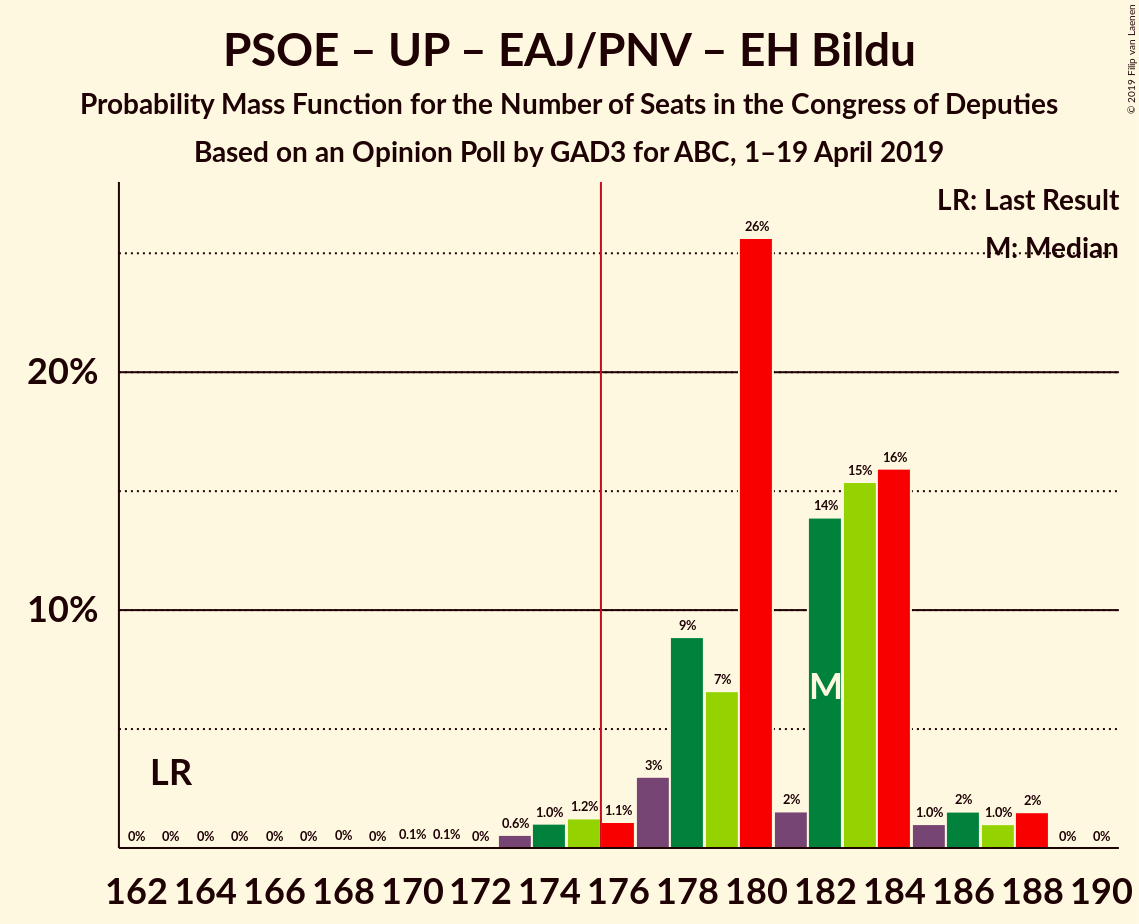 PSOE – UP – EAJ/PNV – EH Bildu
Probability Mass Function for the Number of Seats in the Congress of Deputies
Based on an Opinion Poll by GAD3 for ABC, 1–19 April 2019
© 2019 Filip van Laenen
LR: Last Result
M: Median
20%
10%
LR
M
0% 0% 0% 0% 0% 0% 0% 0% 0.1% 0.1% 0% 0.6% 1.0% 1.2% 1.1% 3% 9% 7% 26% 2% 14% 15% 16% 1.0% 2% 1.0% 2% 0% 0%
162 164 166 168 170 172 174 176 178 180 182 184 186 188 190